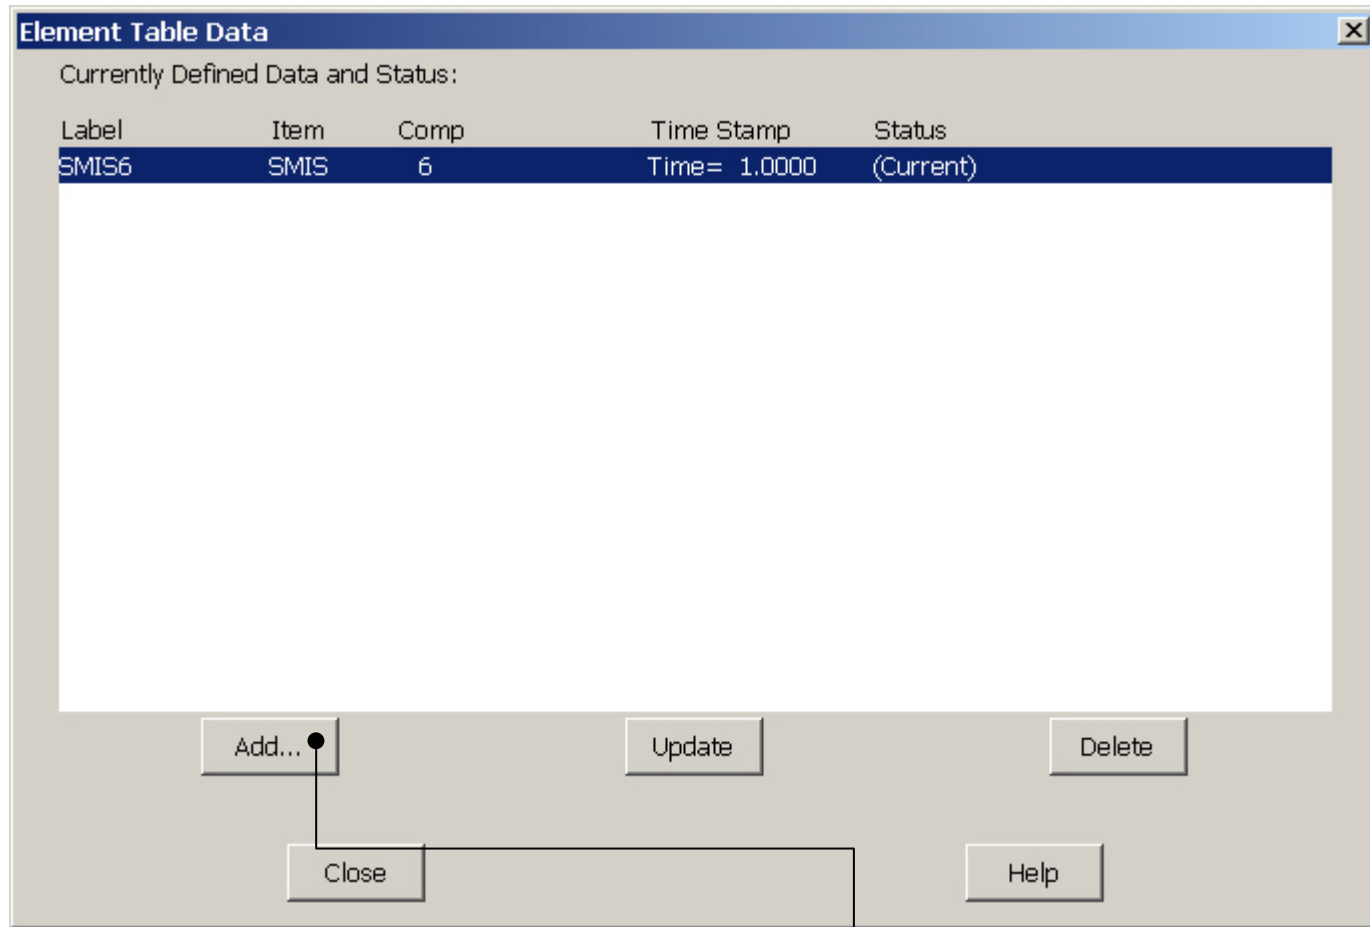 Element Table Data
Currently Defined Data and Status:
Label Item Comp Time Stamp Status
SMIS6 SMIS 6 Time= 1.0000 (Current)
Add... Update Delete
Close Help